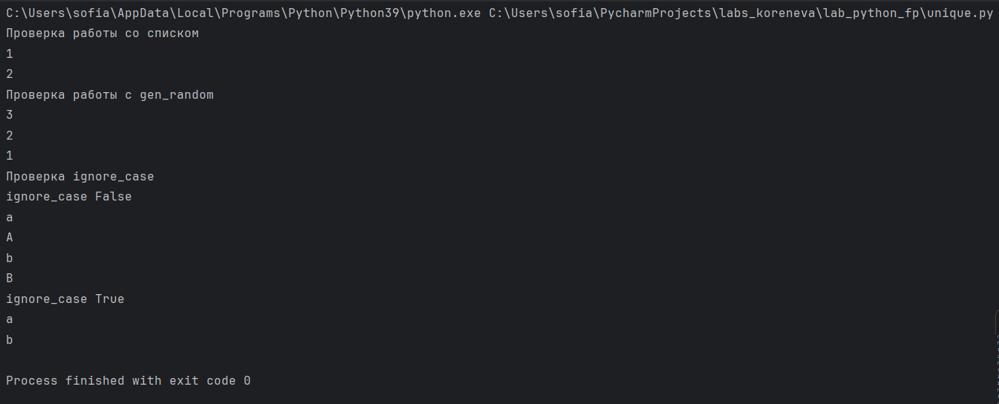 C:\Users\sofia\AppData\Local\Programs\Python\Python39\python.exe C:\Users\sofia\PycharmProjects\labs_koreneva\lab_python_fp\unique.py
Проверка работы со списком
1
2
Проверка работы с gen_random
3
2
1
Проверка ignore_case
ignore_case False
a
A
b
B
ignore_case True
a
b
Process finished with exit code 0